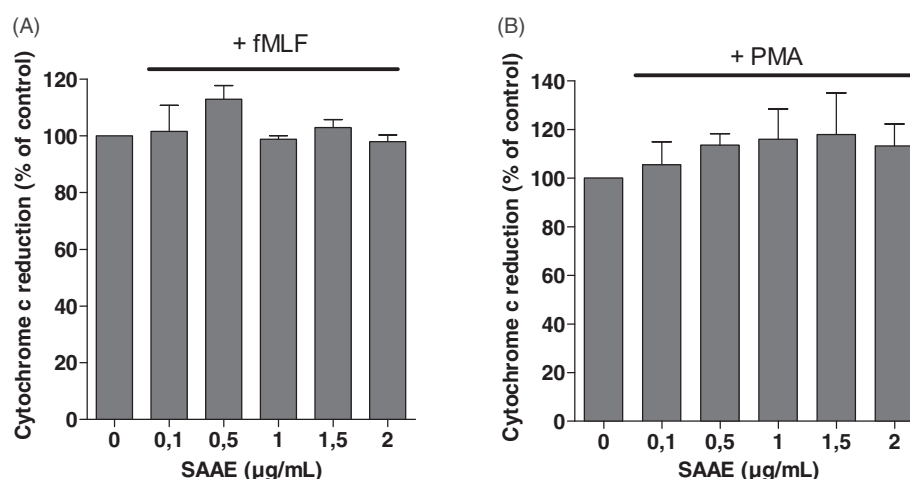 (A)
+ fMLF
Cytochrome c reduction (% of control)
120
100
80
60
40
20
0
0 0,1 0,5 1 1,5 2
SAAE (µg/mL)
(B)
+ PMA
Cytochrome c reduction (% of control)
140
120
100
80
60
40
20
0
0 0,1 0,5 1 1,5 2
SAAE (µg/mL)